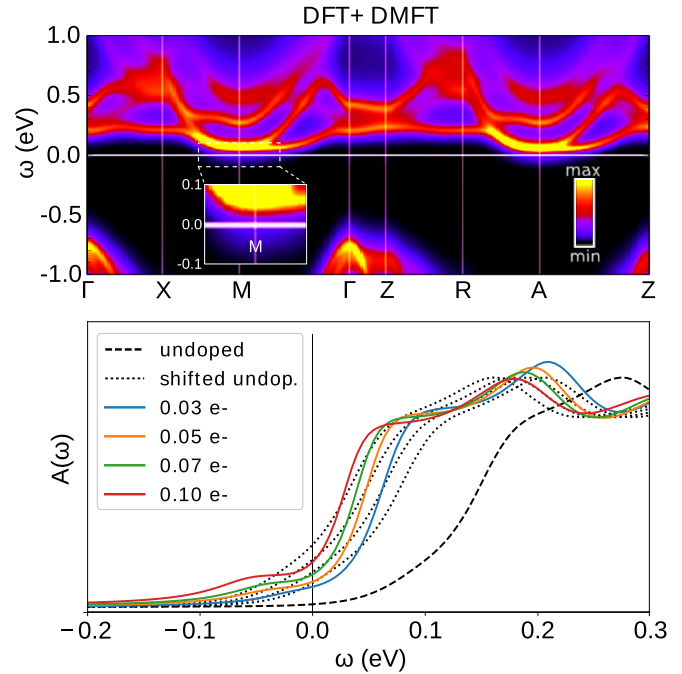 DFT+ DMFT
ω (eV)
1.0
0.5
0.0
-0.5
-1.0
0.1
0.0
-0.1
M
max
min
Γ X M Γ Z R A Z
A(ω)
undoped
shifted undop.
0.03 e-
0.05 e-
0.07 e-
0.10 e-
−0.2 −0.1 0.0 0.1 0.2 0.3
ω (eV)